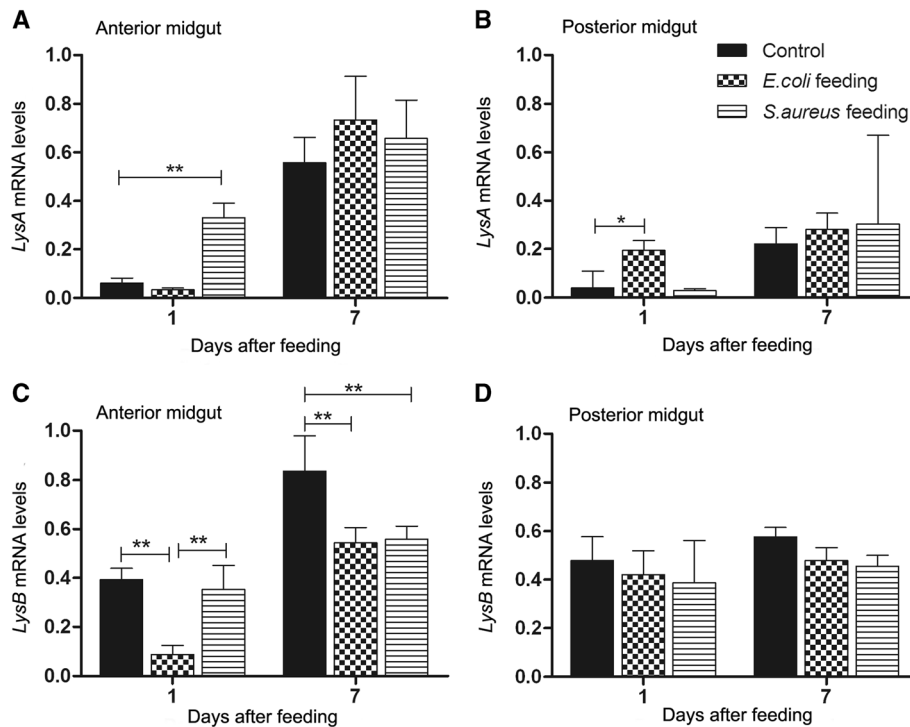 A
Anterior midgut
LysA mRNA levels
1.0
0.8
0.6
0.4
0.2
0.0
**
1
7
Days after feeding
B
Posterior midgut
Control
E.coli feeding
S.aureus feeding
LysA mRNA levels
1.0
0.8
0.6
0.4
0.2
0.0
*
1
7
Days after feeding
C
Anterior midgut
LysB mRNA levels
1.0
0.8
0.6
0.4
0.2
0.0
**
**
**
**
1
7
Days after feeding
D
Posterior midgut
LysB mRNA levels
1.0
0.8
0.6
0.4
0.2
0.0
1
7
Days after feeding